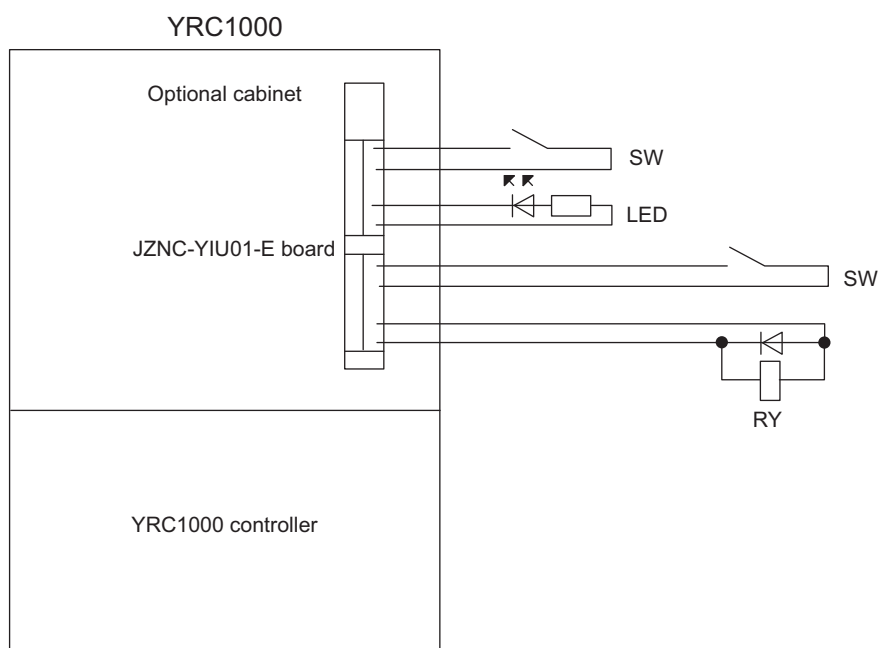 YRC1000
Optional cabinet
SW
LED
JZNC-YIU01-E board
SW
RY
YRC1000 controller